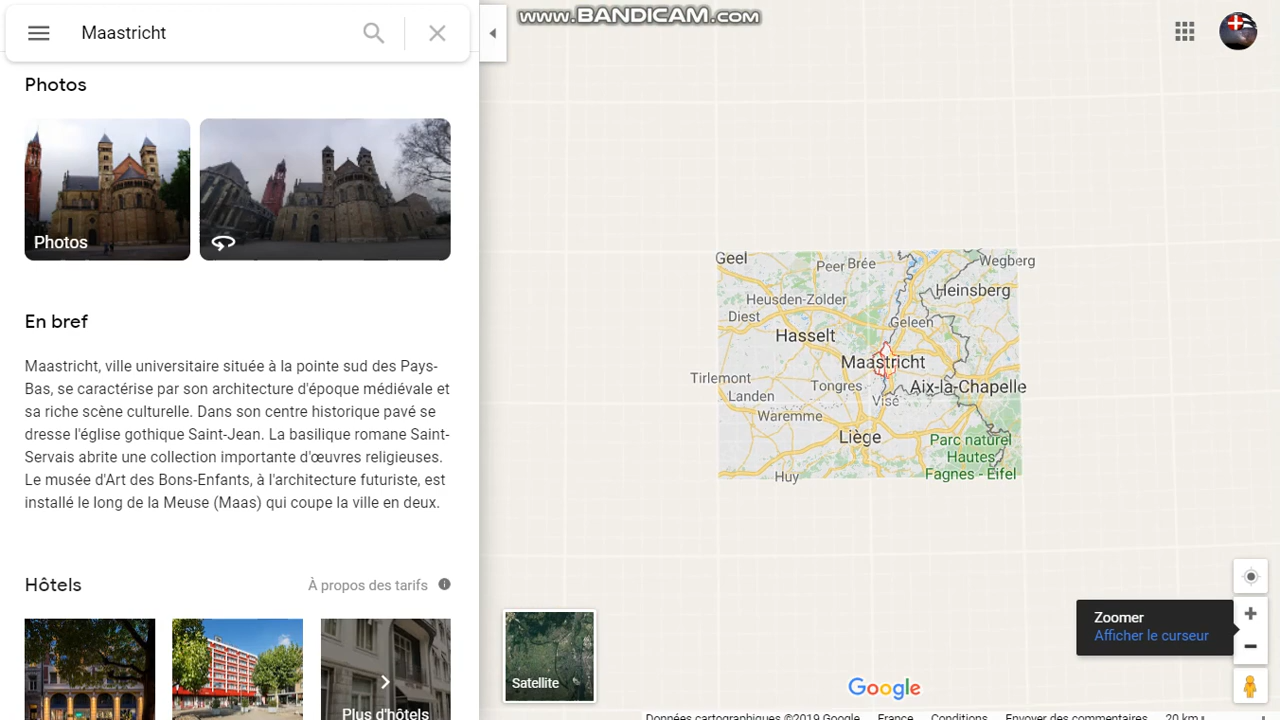 www.BANDICAM.com
Maastricht
Photos
Photos
En bref
Maastricht, ville universitaire située à la pointe sud des Pays-
Bas, se caractérise par son architecture d'époque médiévale et
sa riche scène culturelle. Dans son centre historique pavé se
dresse l'église gothique Saint-Jean. La basilique romane Saint-
Servais abrite une collection importante d'œuvres religieuses.
Le musée d'Art des Bons-Enfants, à l'architecture futuriste, est
installé le long de la Meuse (Maas) qui coupe la ville en deux.
Hôtels
À propos des tarifs
Plus d'hôtels
Geel
Peer
Brée
Wegberg
Heusden-Zolder
Heinsberg
Diest
Geleen
Hasselt
Maastricht
Tirlemont
Tongres
Aix-la-Chapelle
Landen
Visé
Waremme
Liège
Parc naturel
Hautes
Fagnes - Eifel
Huy
Zoomer
Afficher le curseur
Satellite
Google
Données cartographiques ©2019 Google
France
Conditions
Envoyer des commentaires
20 km